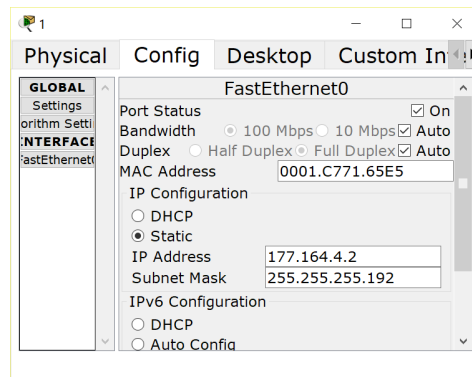 1
Physical Config Desktop Custom Inte
GLOBAL
Settings
orithm Setti
INTERFACE
FastEthernet0
FastEthernet0
Port Status On
Bandwidth 100 Mbps 10 Mbps Auto
Duplex Half Duplex Full Duplex Auto
MAC Address 0001.C771.65E5
IP Configuration
DHCP
Static
IP Address 177.164.4.2
Subnet Mask 255.255.255.192
IPv6 Configuration
DHCP
Auto Config